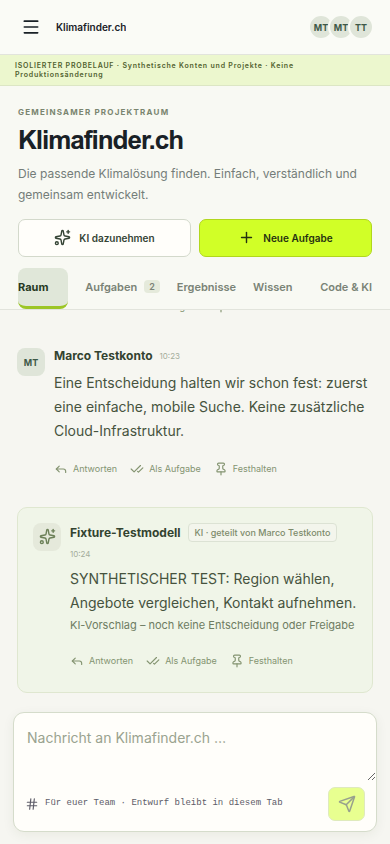 Klimafinder.ch
MT MT TT
ISOLIERTER PROBELAUF · Synthetische Konten und Projekte · Keine
Produktionsänderung
GEMEINSAMER PROJEKTRAUM
Klimafinder.ch
Die passende Klimalösung finden. Einfach, verständlich und
gemeinsam entwickelt.
KI dazunehmen
Neue Aufgabe
Raum Aufgaben 2 Ergebnisse Wissen Code & KI
MT Marco Testkonto 10:23
Eine Entscheidung halten wir schon fest: zuerst
eine einfache, mobile Suche. Keine zusätzliche
Cloud-Infrastruktur.
Antworten Als Aufgabe Festhalten
Fixture-Testmodell KI · geteilt von Marco Testkonto
10:24
SYNTHETISCHER TEST: Region wählen,
Angebote vergleichen, Kontakt aufnehmen.
KI-Vorschlag – noch keine Entscheidung oder Freigabe
Antworten Als Aufgabe Festhalten
Nachricht an Klimafinder.ch ...
# Für euer Team · Entwurf bleibt in diesem Tab